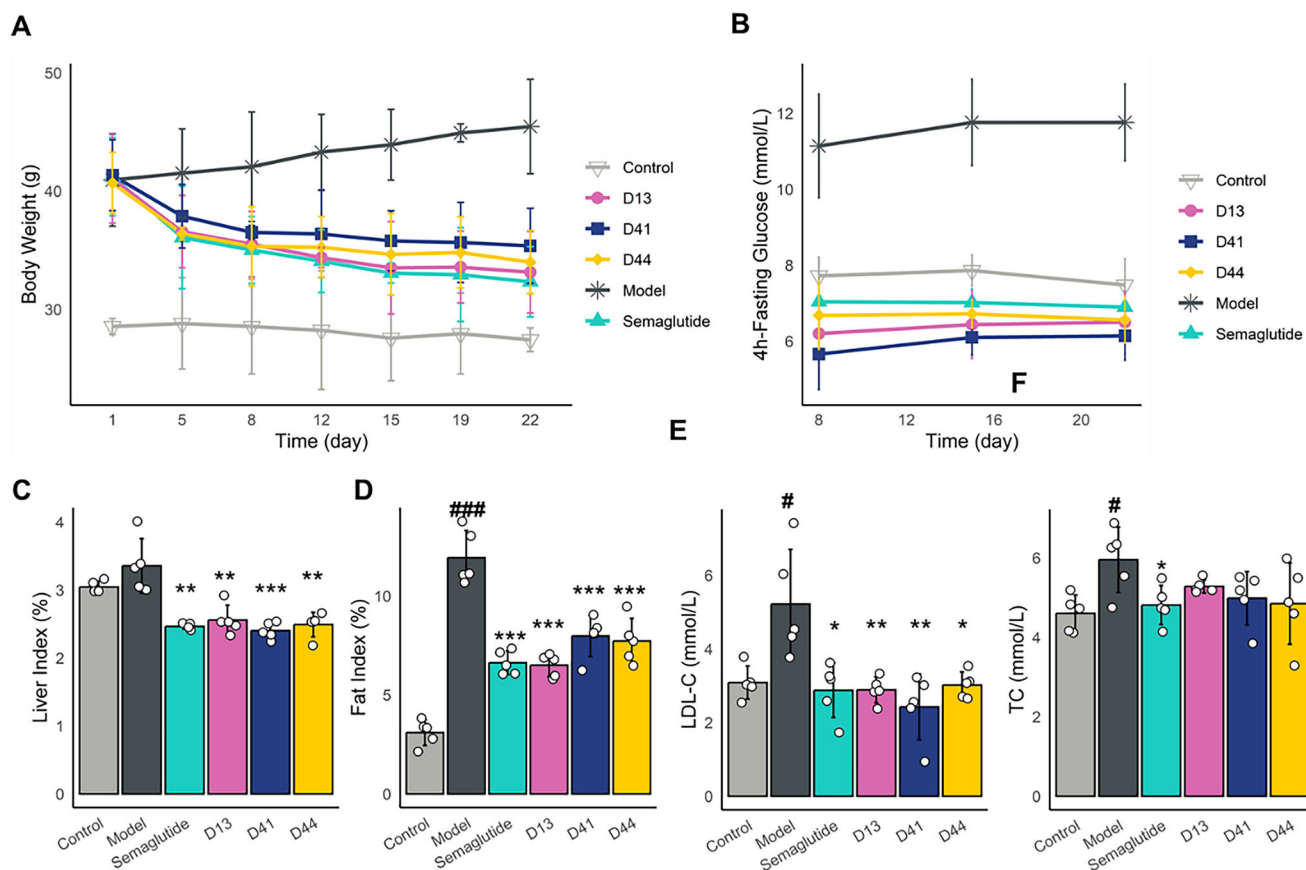 A
Body Weight (g)
50
40
30
1 5 8 12 15 19 22
Time (day)
Control
D13
D41
D44
Model
Semaglutide
B
4h-Fasting Glucose (mmol/L)
12
10
8
6
8 12 16 20
Time (day)
Control
D13
D41
D44
Model
Semaglutide
F
E
C
Liver Index (%)
4
3
2
1
0
** ** *** **
Control Model Semaglutide D13 D41 D44
D
Fat Index (%)
10
5
0
###
*** *** *** ***
Control Model Semaglutide D13 D41 D44
LDL-C (mmol/L)
6
4
2
0
#
* ** ** *
Control Model Semaglutide D13 D41 D44
TC (mmol/L)
6
4
2
0
#
*
Control Model Semaglutide D13 D41 D44